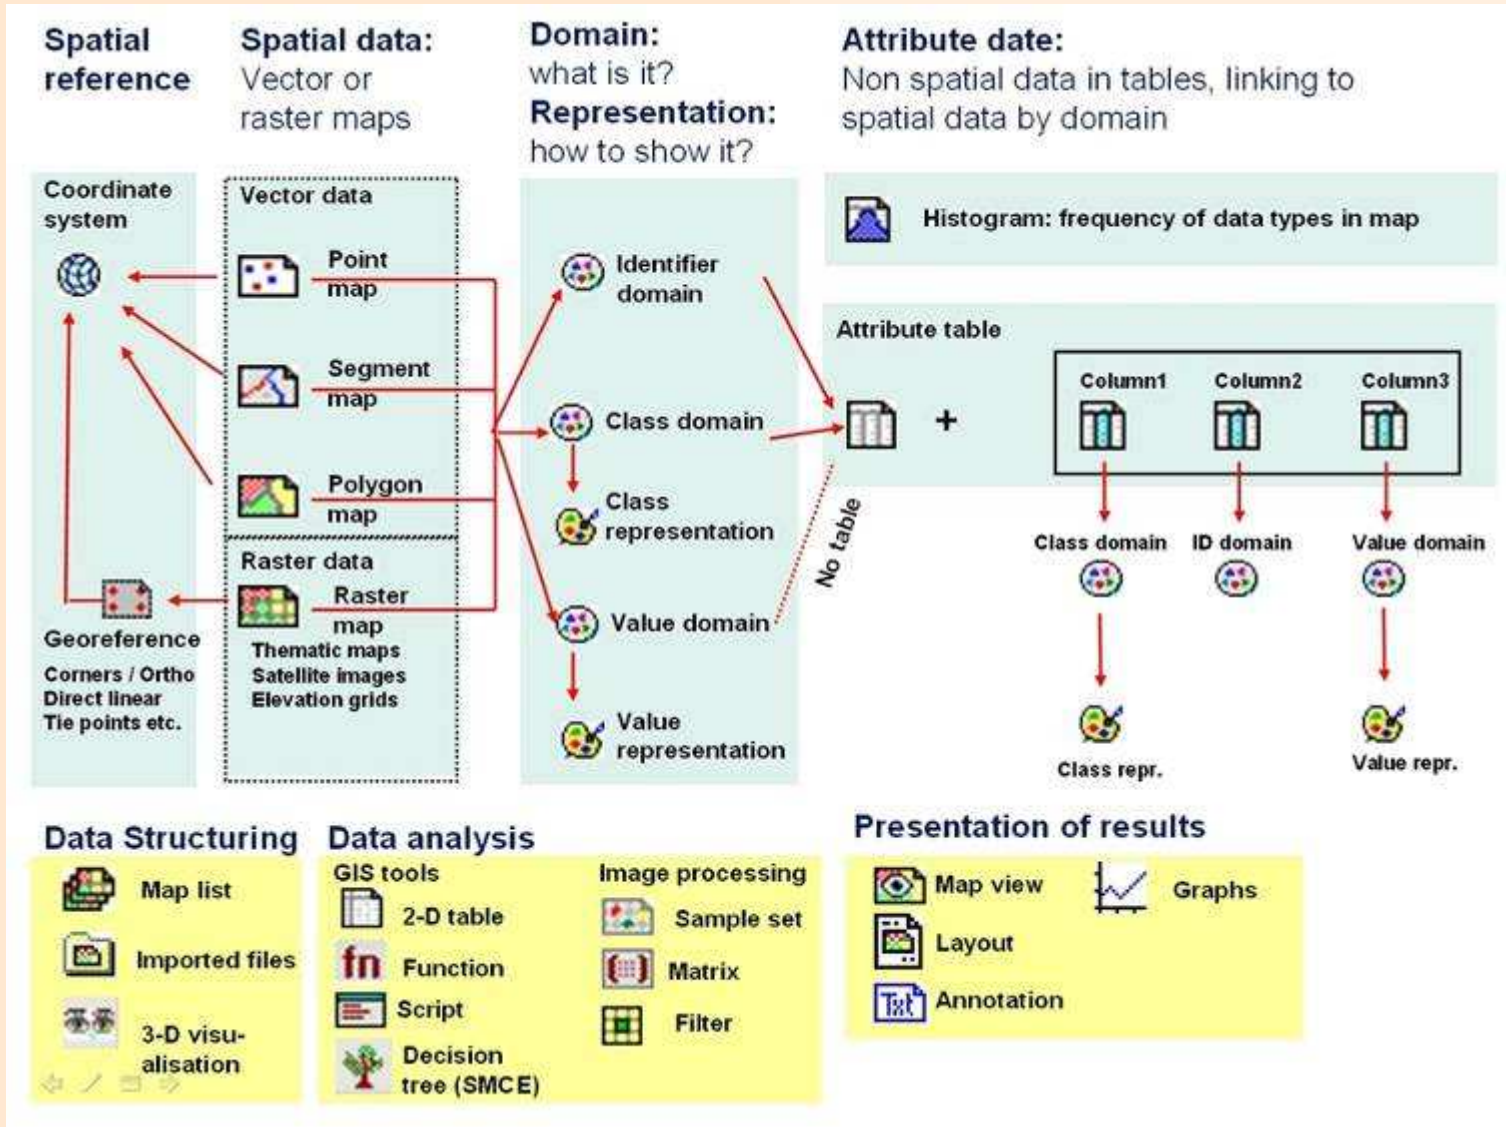 Spatial
reference
Spatial data:
Vector or
raster maps
Domain:
what is it?
Representation:
how to show it?
Attribute date:
Non spatial data in tables, linking to
spatial data by domain
Coordinate
system
Georeference
Corners / Ortho
Direct linear
Tie points etc.
Vector data
Point
map
Segment
map
Polygon
map
Raster data
Raster
map
Thematic maps
Satellite images
Elevation grids
Identifier
domain
Class domain
Class
representation
Value domain
Value
representation
No table
Histogram: frequency of data types in map
Attribute table
+
Column1
Column2
Column3
Class domain
ID domain
Value domain
Class repr.
Value repr.
Data Structuring
Map list
Imported files
3-D visu-
alisation
Data analysis
GIS tools
2-D table
fn
Function
Script
Decision
tree (SMCE)
Image processing
Sample set
Matrix
Filter
Presentation of results
Map view
Layout
Txt
Annotation
Graphs